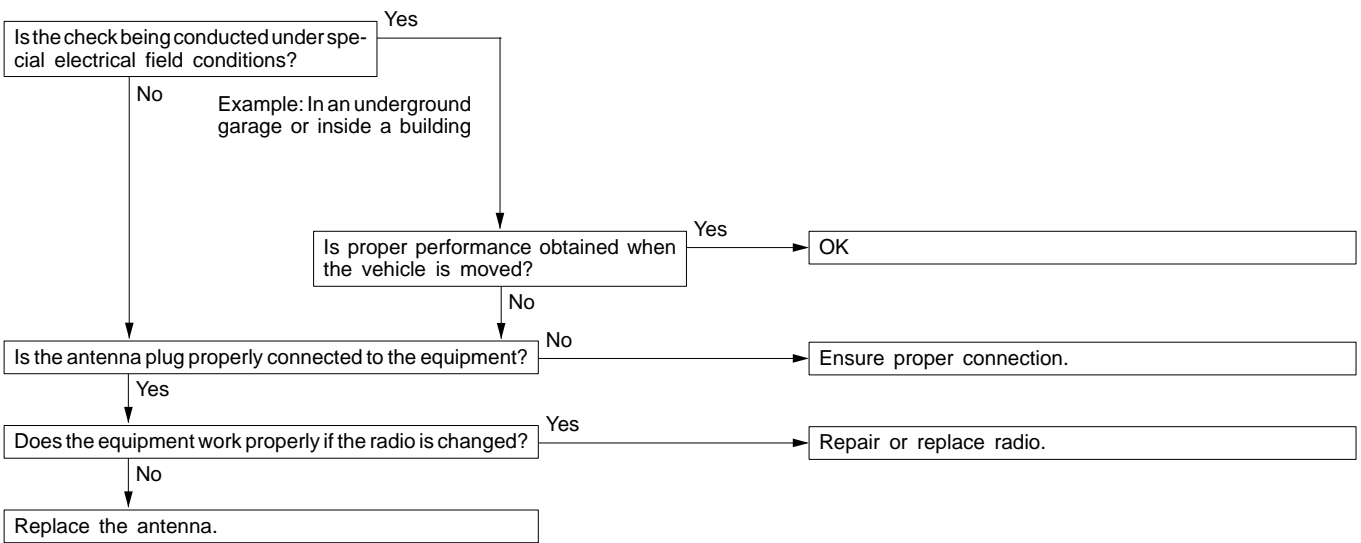 Yes
Is the check being conducted under spe-
cial electrical field conditions?
No
Example: In an underground
garage or inside a building
Is proper performance obtained when
the vehicle is moved?
Yes
OK
No
Is the antenna plug properly connected to the equipment?
No
Ensure proper connection.
Yes
Does the equipment work properly if the radio is changed?
Yes
Repair or replace radio.
No
Replace the antenna.